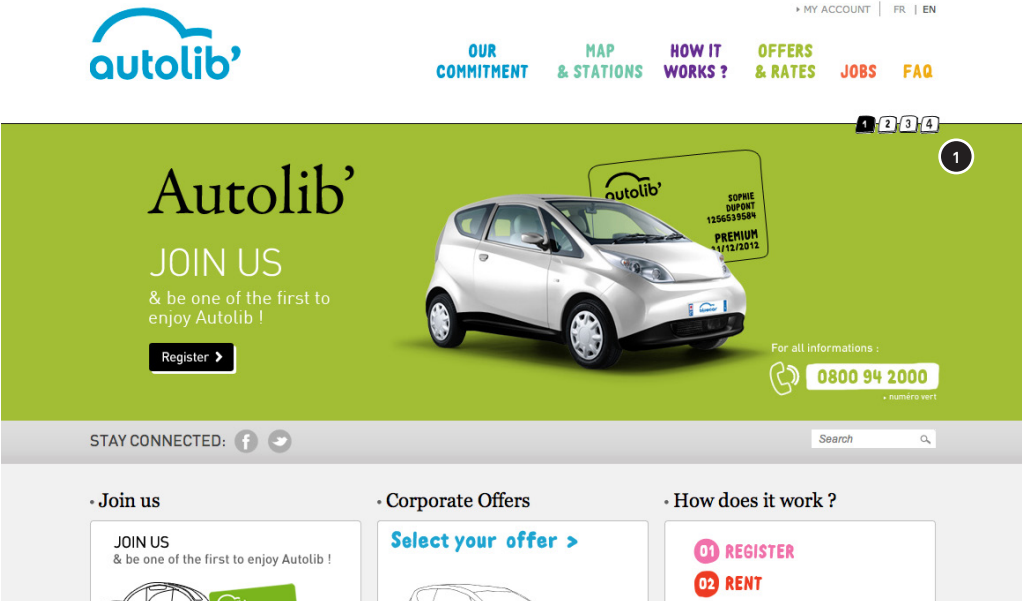 MY ACCOUNT | FR | EN
autolib’
OUR COMMITMENT
MAP & STATIONS
HOW IT WORKS ?
OFFERS & RATES
JOBS
FAQ
1 2 3 4
1
Autolib’
JOIN US
& be one of the first to
enjoy Autolib !
Register
autolib’
SOPHIE
DUPONT
1256539584
PREMIUM
/12/2012
For all informations :
0800 94 2000
numéro vert
STAY CONNECTED:
Search
Join us
JOIN US
& be one of the first to enjoy Autolib !
Corporate Offers
Select your offer >
How does it work ?
01 REGISTER
02 RENT